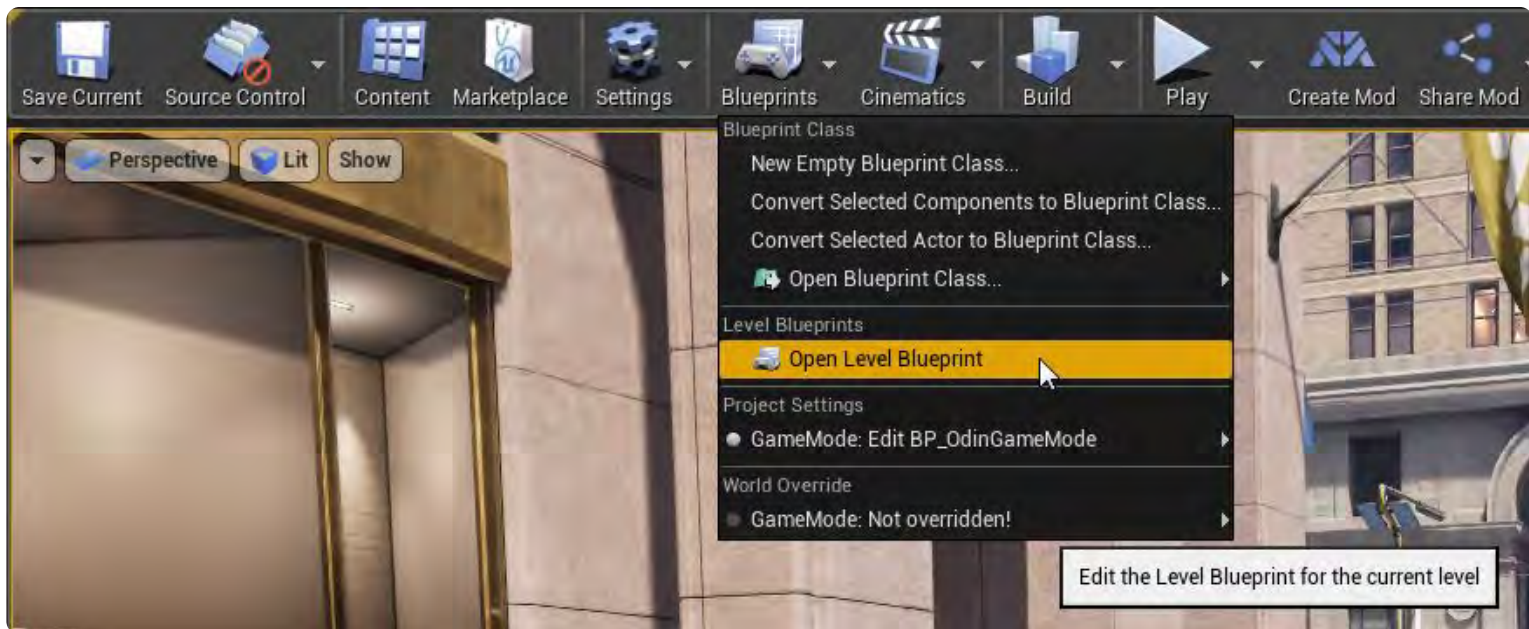 Save Current Source Control Content Marketplace Settings Blueprints Cinematics Build Play Create Mod Share Mod
Perspective Lit Show
Blueprint Class
New Empty Blueprint Class...
Convert Selected Components to Blueprint Class...
Convert Selected Actor to Blueprint Class...
Open Blueprint Class...
Level Blueprints
Open Level Blueprint
Project Settings
GameMode: Edit BP_OdinGameMode
World Override
GameMode: Not overridden!
Edit the Level Blueprint for the current level